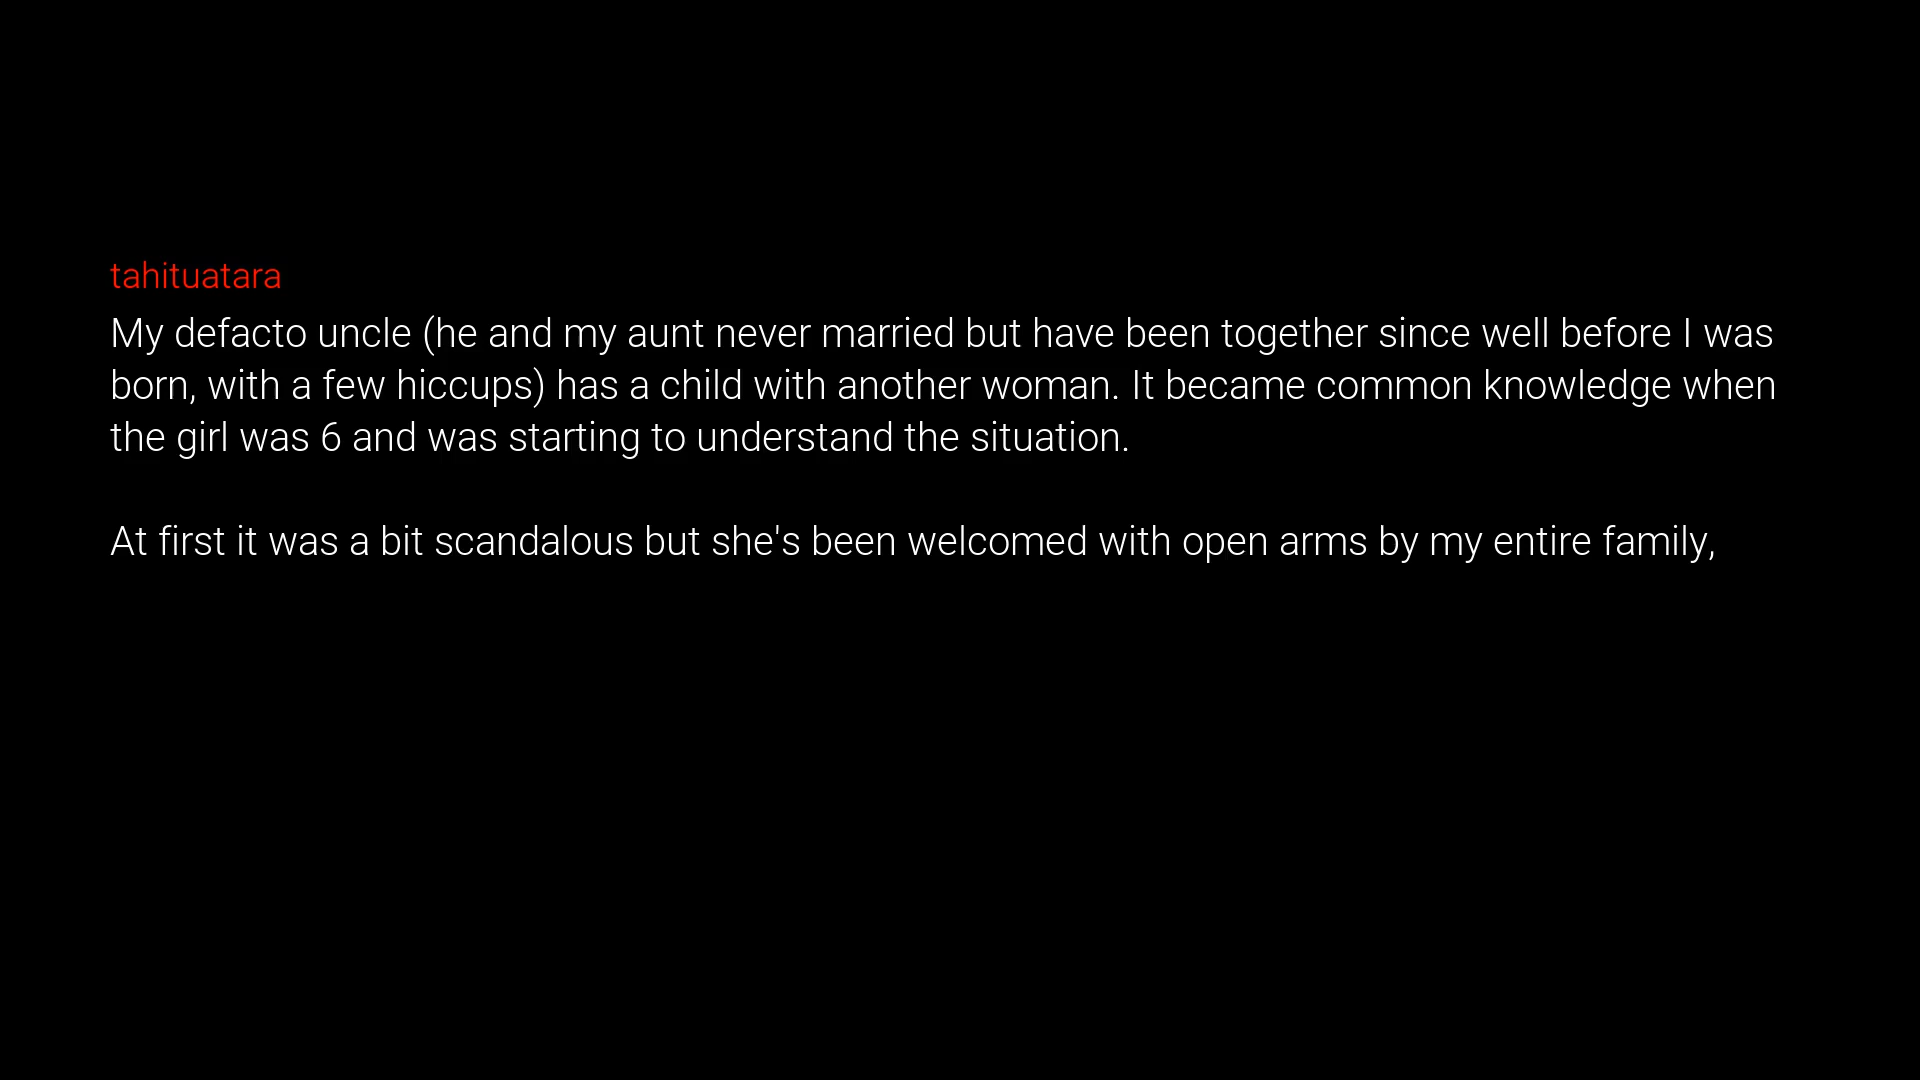 tahituatara
My defacto uncle (he and my aunt never married but have been together since well before I was
born, with a few hiccups) has a child with another woman. It became common knowledge when
the girl was 6 and was starting to understand the situation.
At first it was a bit scandalous but she's been welcomed with open arms by my entire family,